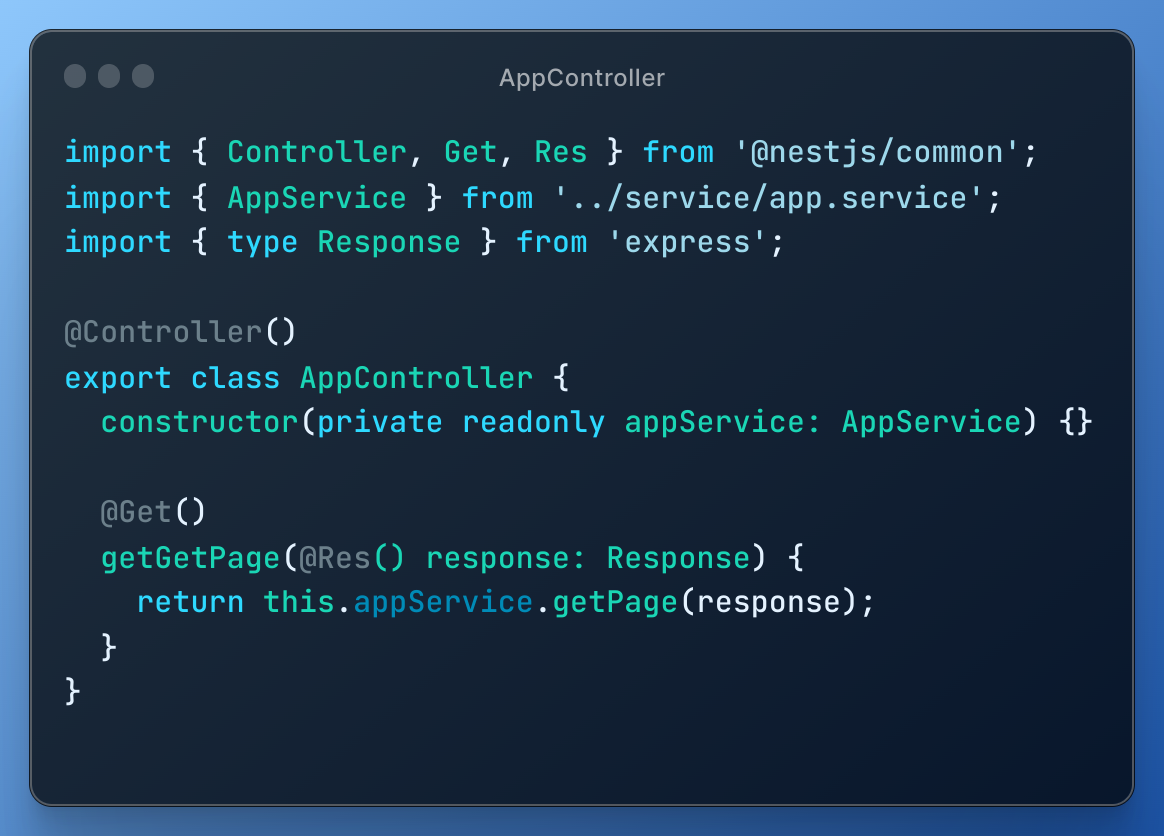 AppController
import { Controller, Get, Res } from '@nestjs/common';
import { AppService } from '../service/app.service';
import { type Response } from 'express';
@Controller()
export class AppController {
  constructor(private readonly appService: AppService) {}
  @Get()
  getGetPage(@Res() response: Response) {
    return this.appService.getPage(response);
  }
}